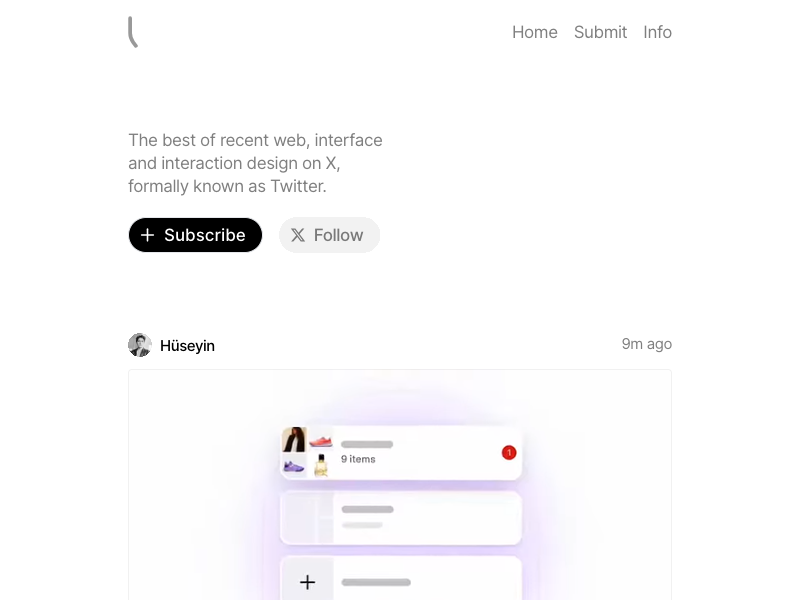 Home Submit Info
The best of recent web, interface
and interaction design on X,
formally known as Twitter.
Subscribe Follow
Hüseyin 9m ago
9 items 1